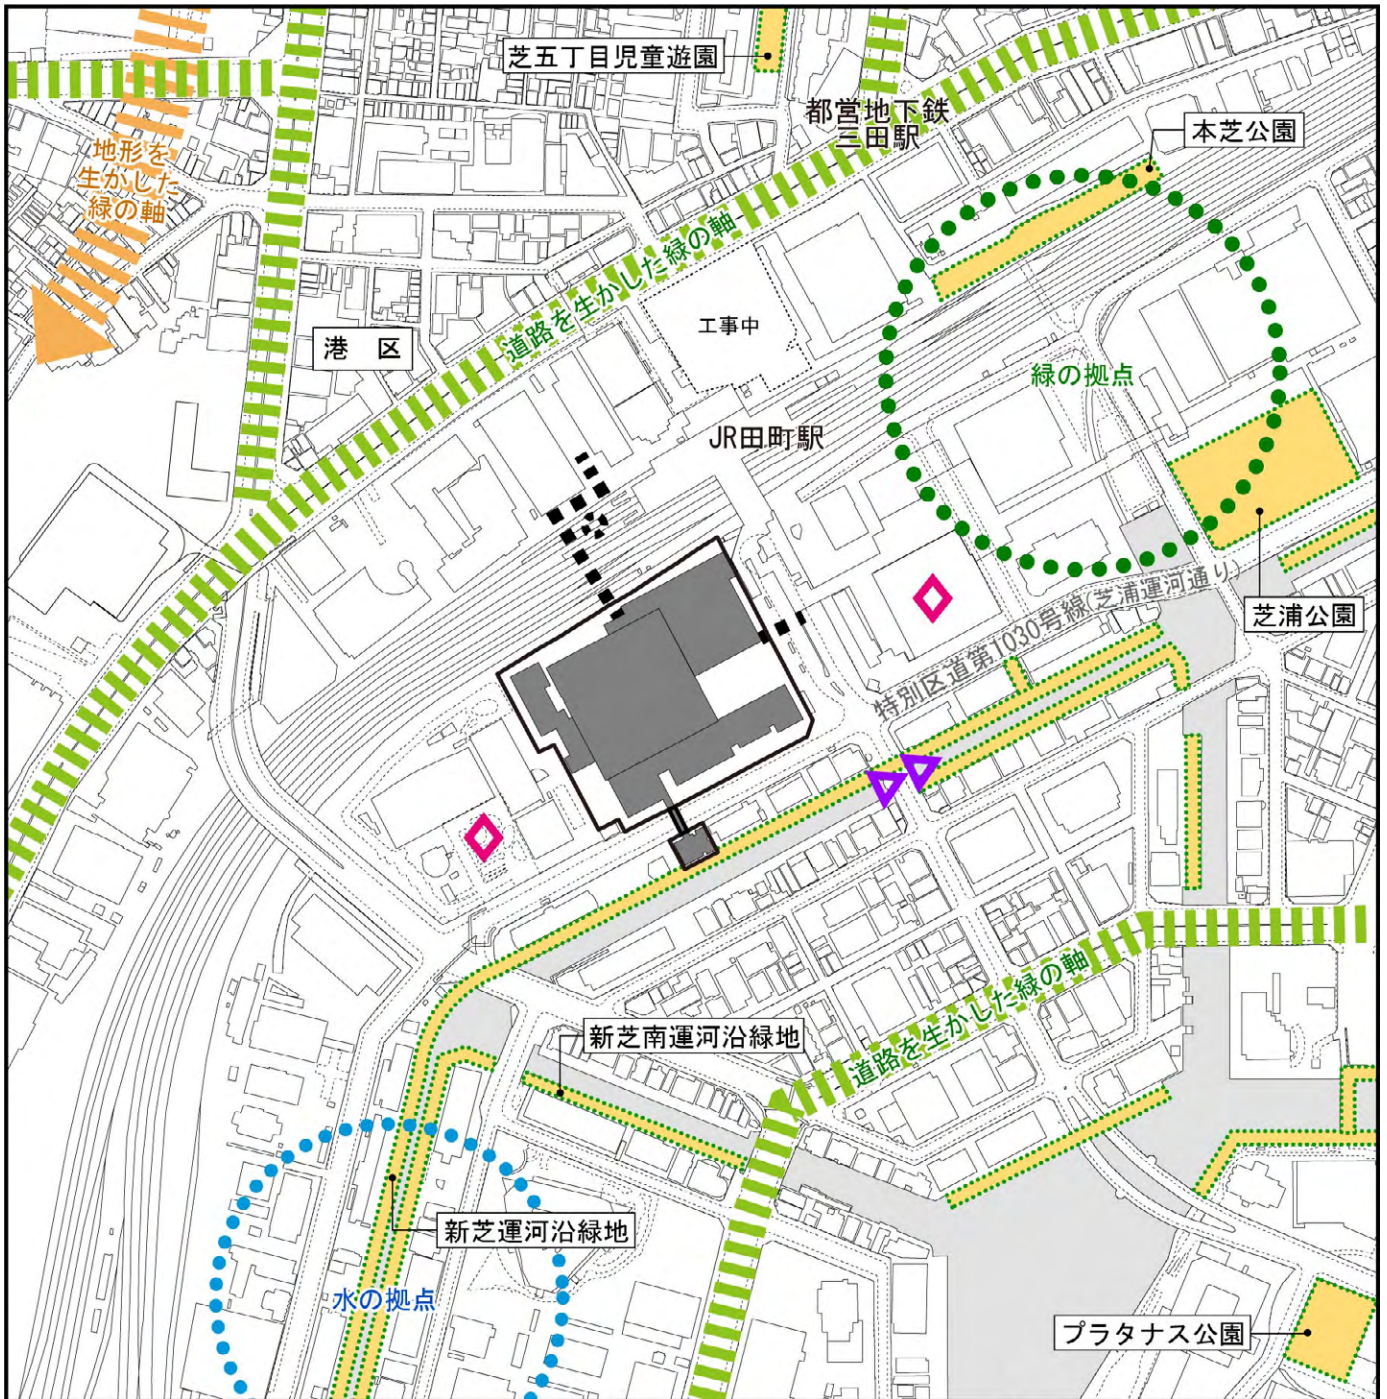 芝五丁目児童遊園
都営地下鉄
三田駅
本芝公園
地形を
生かした
緑の軸
道路を生かした緑の軸
港 区
工事中
緑の拠点
JR田町駅
特別区道第1030号線(芝浦運河通り)
芝浦公園
道路を生かした緑の軸
新芝南運河沿緑地
新芝運河沿緑地
水の拠点
プラタナス公園